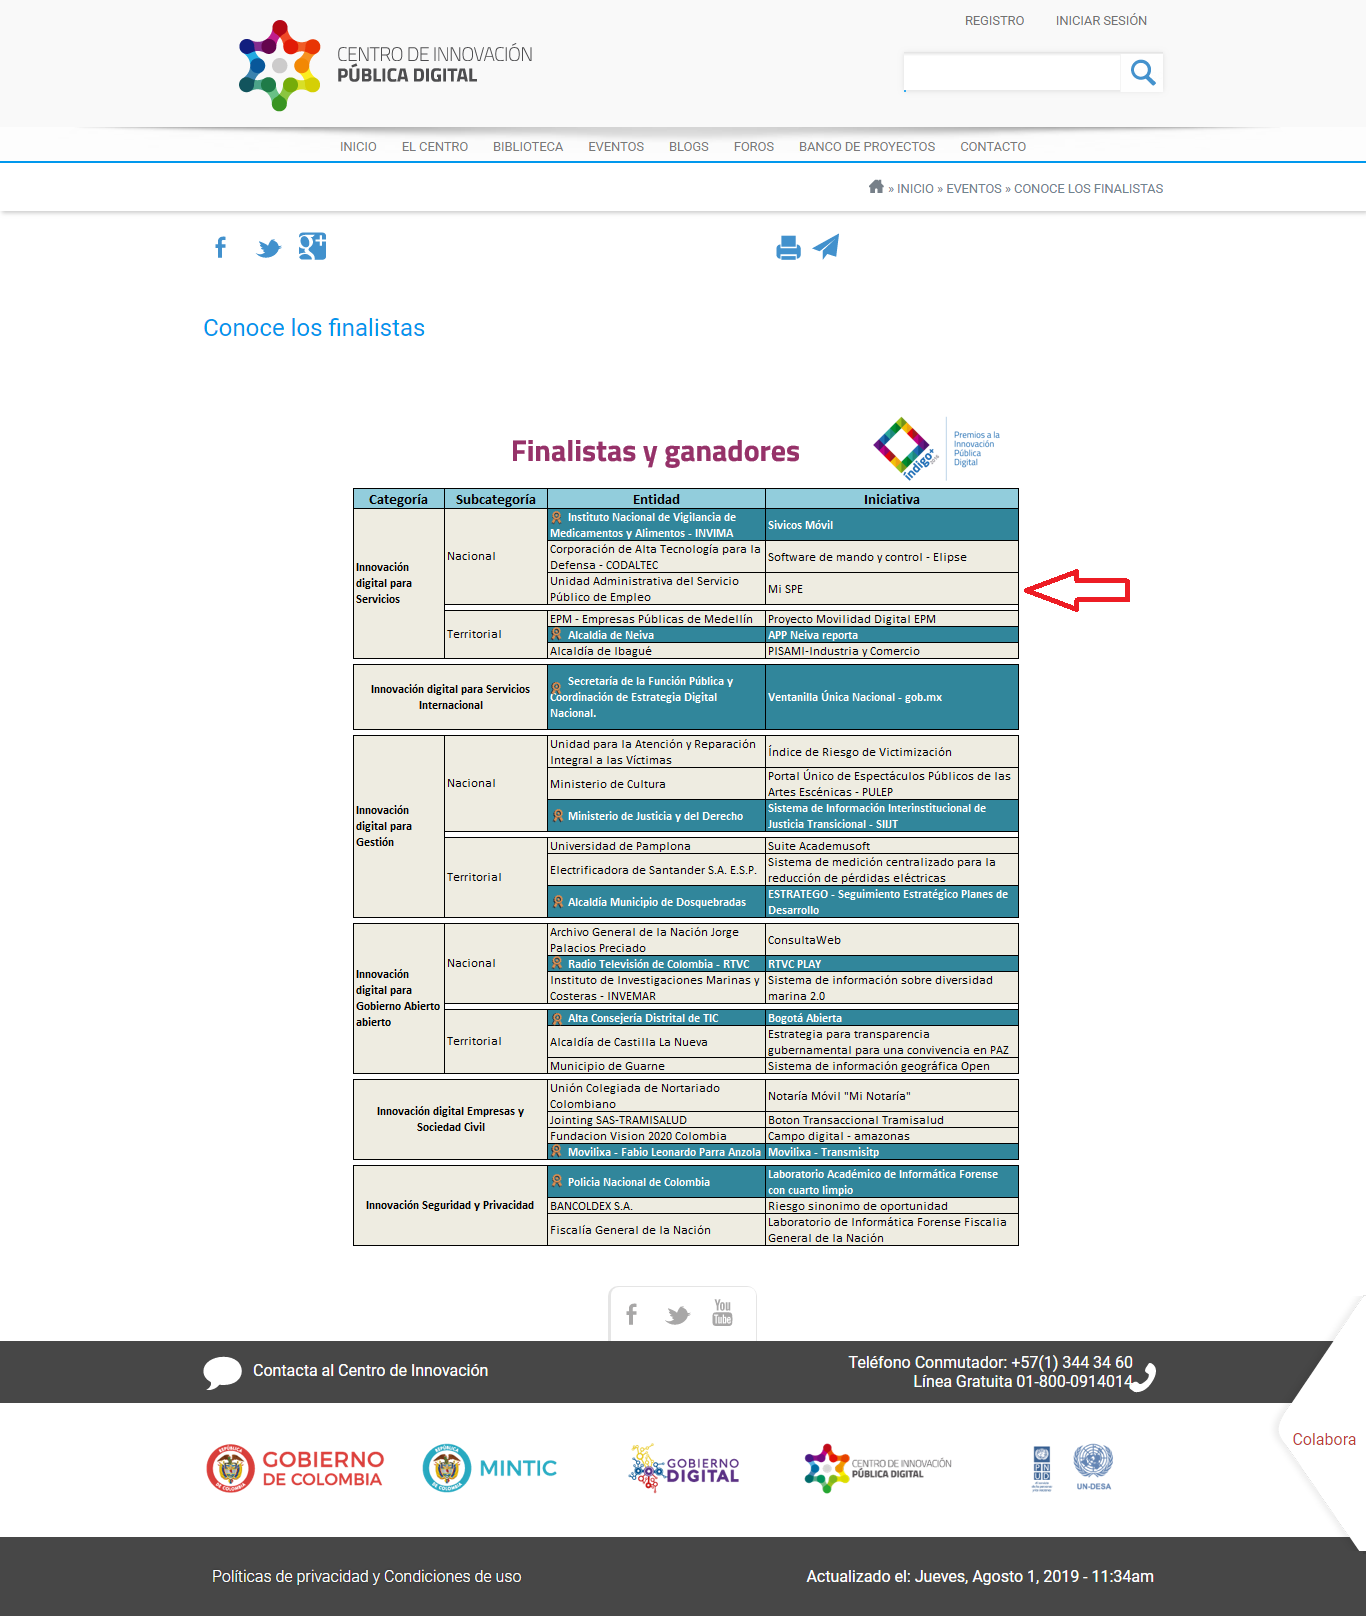 REGISTRO INICIAR SESIÓN
CENTRO DE INNOVACIÓN
PÚBLICA DIGITAL
INICIO EL CENTRO BIBLIOTECA EVENTOS BLOGS FOROS BANCO DE PROYECTOS CONTACTO
» INICIO » EVENTOS » CONOCE LOS FINALISTAS
Conoce los finalistas
Finalistas y ganadores
índigo+
Premios a la
Innovación
Pública
Digital
Categoría Subcategoría Entidad Iniciativa
Innovación
digital para
Servicios
Nacional
Instituto Nacional de Vigilancia de
Medicamentos y Alimentos - INVIMA
Sivicos Móvil
Corporación de Alta Tecnología para la
Defensa - CODALTEC
Software de mando y control - Elipse
Unidad Administrativa del Servicio
Público de Empleo
Mi SPE
Territorial
EPM - Empresas Públicas de Medellín Proyecto Movilidad Digital EPM
Alcaldia de Neiva APP Neiva reporta
Alcaldía de Ibagué PISAMI-Industria y Comercio
Innovación digital para Servicios
Internacional
Secretaría de la Función Pública y
Coordinación de Estrategia Digital
Nacional.
Ventanilla Única Nacional - gob.mx
Innovación
digital para
Gestión
Nacional
Unidad para la Atención y Reparación
Integral a las Víctimas
Índice de Riesgo de Victimización
Ministerio de Cultura
Portal Único de Espectáculos Públicos de las
Artes Escénicas - PULEP
Ministerio de Justicia y del Derecho
Sistema de Información Interinstitucional de
Justicia Transicional - SIIJT
Territorial
Universidad de Pamplona Suite Academusoft
Electrificadora de Santander S.A. E.S.P.
Sistema de medición centralizado para la
reducción de pérdidas eléctricas
Alcaldía Municipio de Dosquebradas
ESTRATEGO - Seguimiento Estratégico Planes de
Desarrollo
Innovación
digital para
Gobierno Abierto
abierto
Nacional
Archivo General de la Nación Jorge
Palacios Preciado
ConsultaWeb
Radio Televisión de Colombia - RTVC RTVC PLAY
Instituto de Investigaciones Marinas y
Costeras - INVEMAR
Sistema de información sobre diversidad
marina 2.0
Territorial
Alta Consejería Distrital de TIC Bogotá Abierta
Alcaldía de Castilla La Nueva
Estrategia para transparencia
gubernamental para una convivencia en PAZ
Municipio de Guarne Sistema de información geográfica Open
Innovación digital Empresas y
Sociedad Civil
Unión Colegiada de Nortariado
Colombiano
Notaría Móvil "Mi Notaría"
Jointing SAS-TRAMISALUD Boton Transaccional Tramisalud
Fundacion Vision 2020 Colombia Campo digital - amazonas
Movilixa - Fabio Leonardo Parra Anzola Movilixa - Transmisitp
Innovación Seguridad y Privacidad
Policia Nacional de Colombia
Laboratorio Académico de Informática Forense
con cuarto limpio
BANCOLDEX S.A. Riesgo sinonimo de oportunidad
Fiscalía General de la Nación
Laboratorio de Informática Forense Fiscalia
General de la Nación
You
Tube
Contacta al Centro de Innovación
Teléfono Conmutador: +57(1) 344 34 60
Línea Gratuita 01-800-0914014
Colabora
GOBIERNO
DE COLOMBIA
MINTIC
GOBIERNO
DIGITAL
CENTRO DE INNOVACIÓN
PÚBLICA DIGITAL
PNUD
UN-DESA
Políticas de privacidad y Condiciones de uso
Actualizado el: Jueves, Agosto 1, 2019 - 11:34am